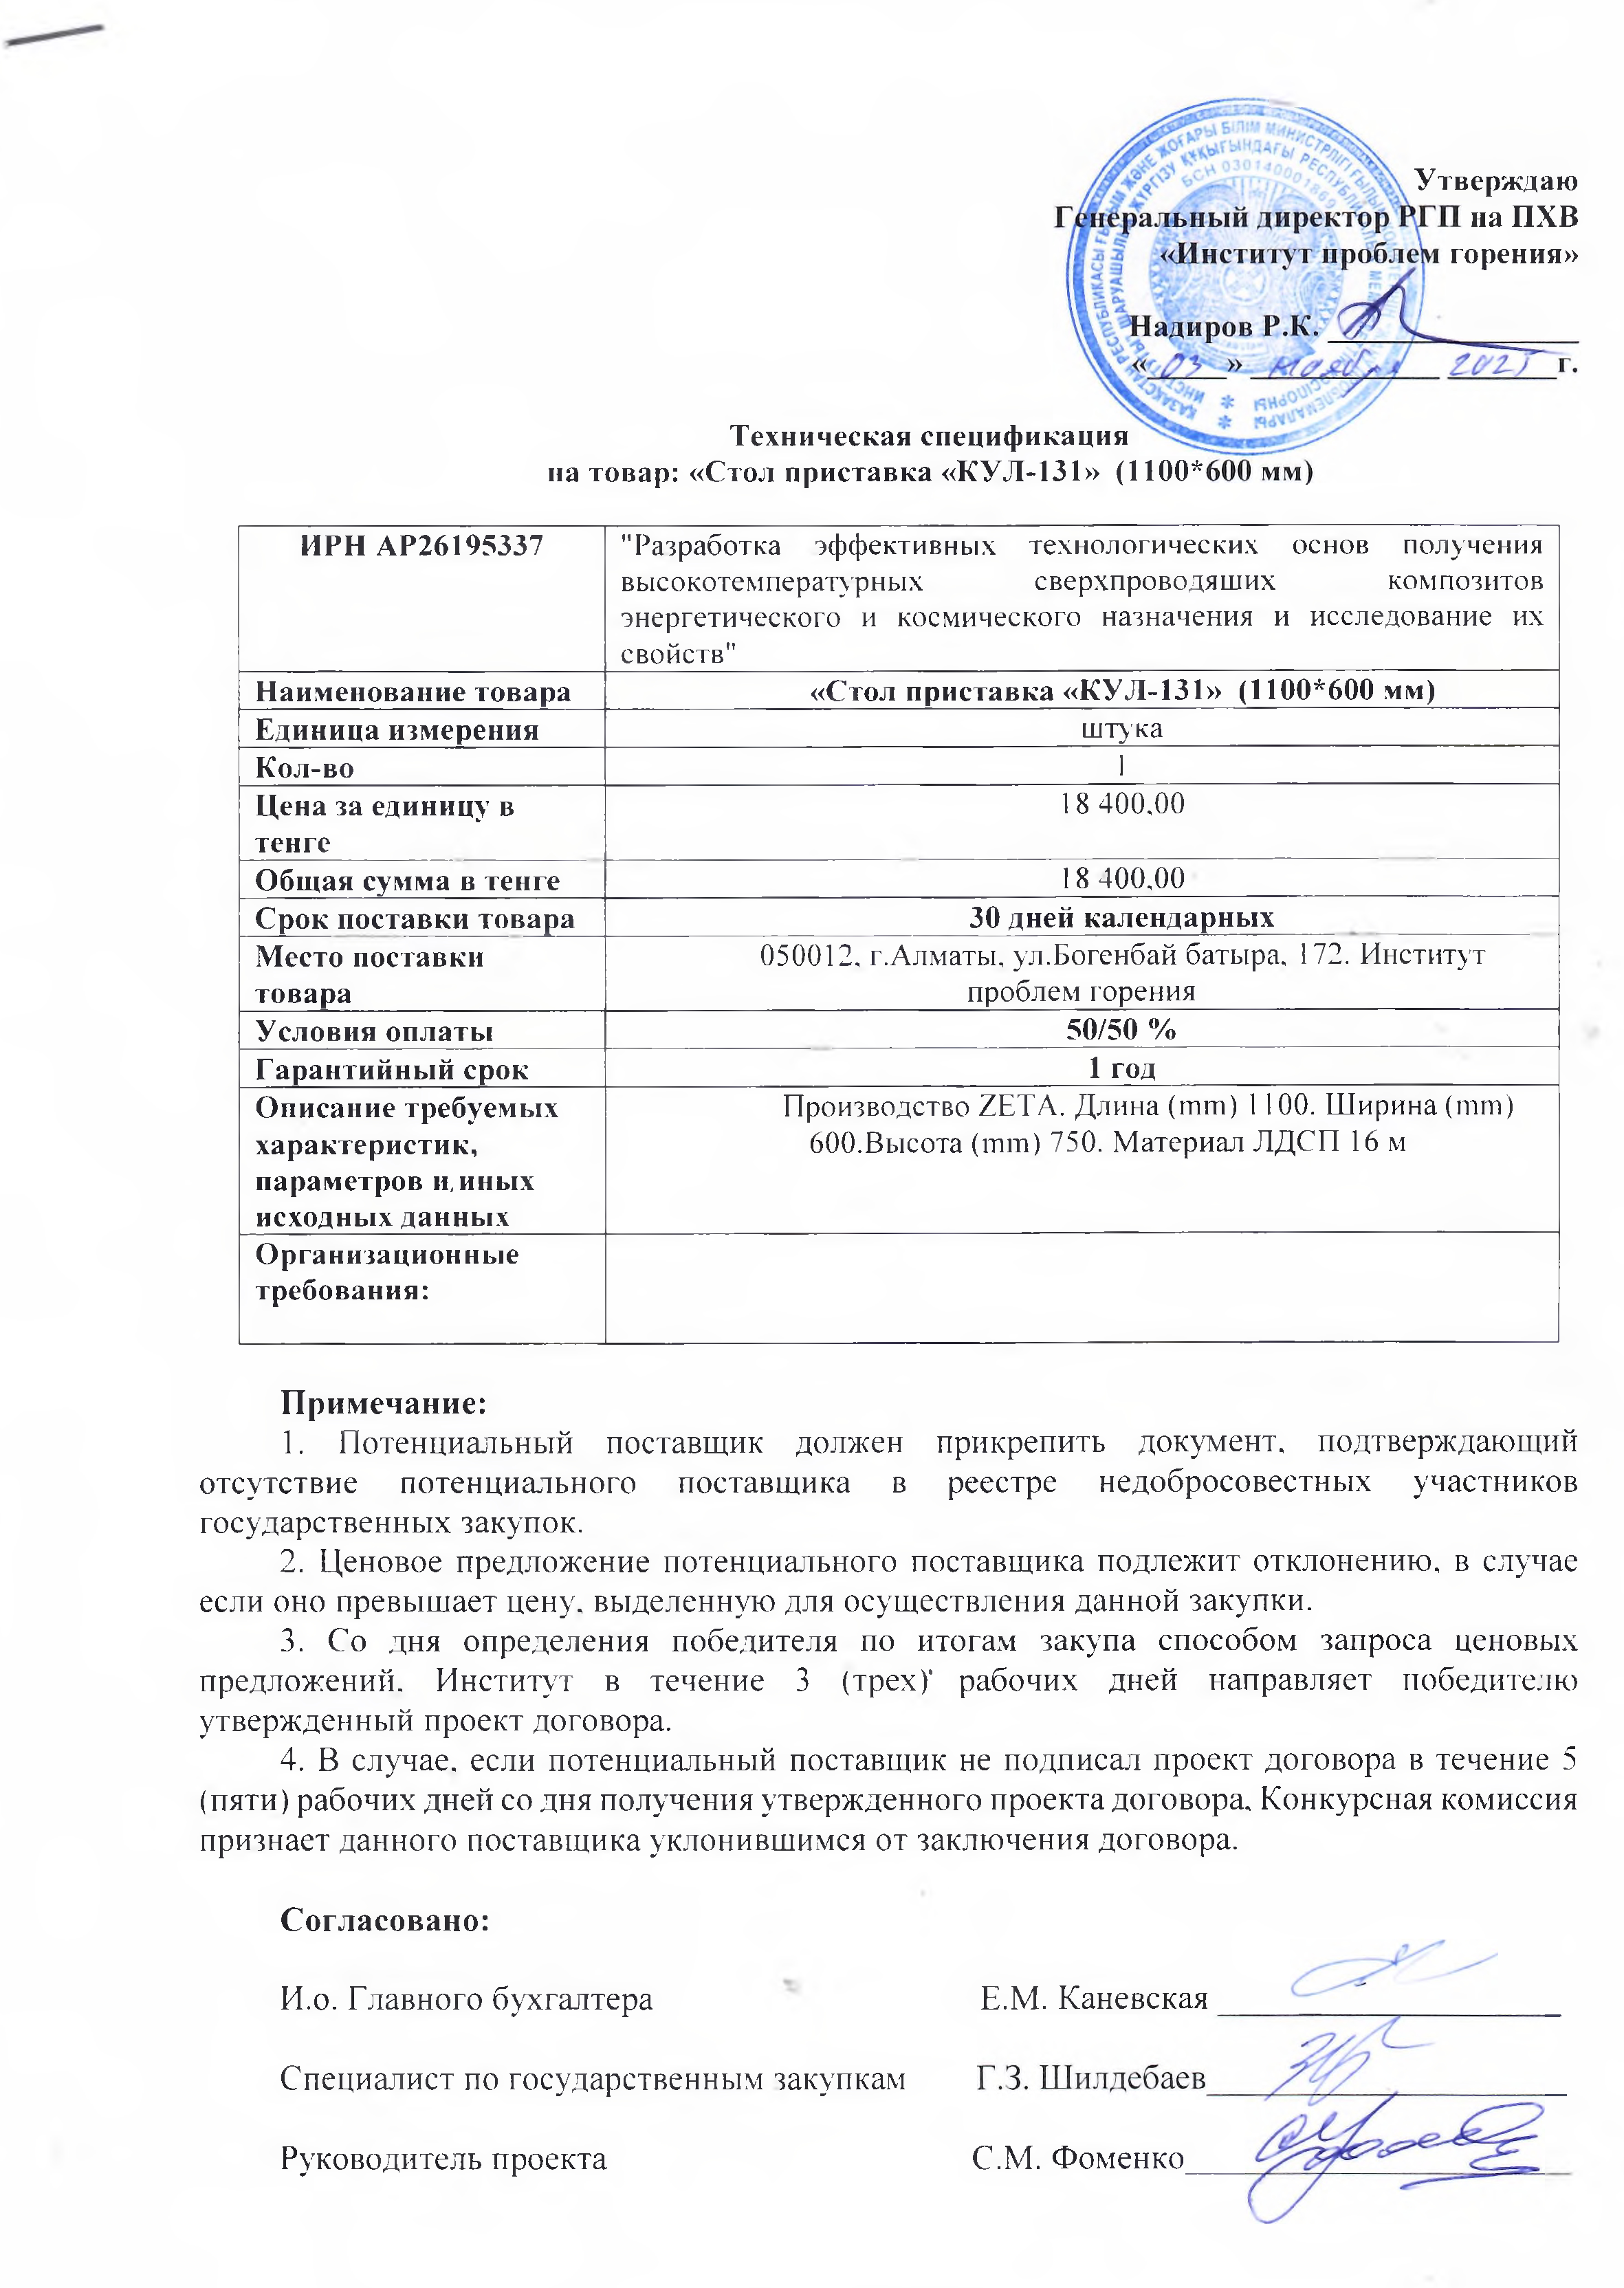 Утверждаю
Генеральный директор РГП на ПХВ
«Институт проблем горения»
Надиров Р.К.
«03» ноября 2025 г.
Техническая спецификация
на товар: «Стол приставка «КУЛ-131» (1100*600 мм)
ИРН АР26195337
"Разработка эффективных технологических основ получения
высокотемпературных сверхпроводяших композитов
энергетического и космического назначения и исследование их
свойств"
Наименование товара
«Стол приставка «КУЛ-131» (1100*600 мм)
Единица измерения
штука
Кол-во
1
Цена за единицу в
тенге
18 400,00
Общая сумма в тенге
18 400,00
Срок поставки товара
30 дней календарных
Место поставки
товара
050012, г.Алматы, ул.Богенбай батыра, 172. Институт
проблем горения
Условия оплаты
50/50 %
Гарантийный срок
1 год
Описание требуемых
характеристик,
параметров и иных
исходных данных
Производство ZETA. Длина (mm) 1100. Ширина (mm)
600.Высота (mm) 750. Материал ЛДСП 16 м
Организационные
требования:
Примечание:
1. Потенциальный поставщик должен прикрепить документ, подтверждающий
отсутствие потенциального поставщика в реестре недобросовестных участников
государственных закупок.
2. Ценовое предложение потенциального поставщика подлежит отклонению, в случае
если оно превышает цену, выделенную для осуществления данной закупки.
3. Со дня определения победителя по итогам закупа способом запроса ценовых
предложений, Институт в течение 3 (трех) рабочих дней направляет победителю
утвержденный проект договора.
4. В случае, если потенциальный поставщик не подписал проект договора в течение 5
(пяти) рабочих дней со дня получения утвержденного проекта договора, Конкурсная комиссия
признает данного поставщика уклонившимся от заключения договора.
Согласовано:
И.о. Главного бухгалтера Е.М. Каневская
Специалист по государственным закупкам Г.З. Шилдебаев
Руководитель проекта С.М. Фоменко